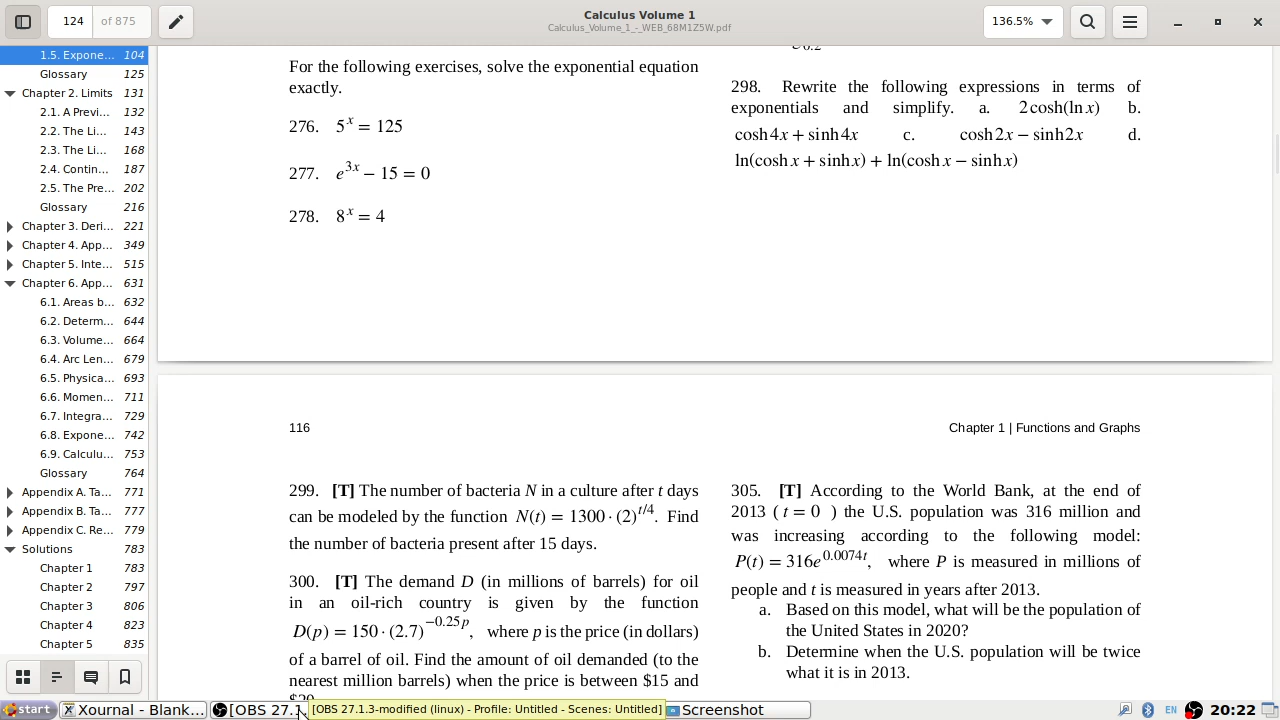 124
of 875
Calculus Volume 1
Calculus_Volume_1_-_WEB_68M1Z5W.pdf
136.5%
1.5. Expone... 104
Glossary 125
Chapter 2. Limits 131
2.1. A Previ... 132
2.2. The Li... 143
2.3. The Li... 168
2.4. Contin... 187
2.5. The Pre... 202
Glossary 216
Chapter 3. Deri... 221
Chapter 4. App... 349
Chapter 5. Inte... 515
Chapter 6. App... 631
6.1. Areas b... 632
6.2. Determ... 644
6.3. Volume... 664
6.4. Arc Len... 679
6.5. Physica... 693
6.6. Momen... 711
6.7. Integra... 729
6.8. Expone... 742
6.9. Calculu... 753
Glossary 764
Appendix A. Ta... 771
Appendix B. Ta... 777
Appendix C. Re... 779
Solutions 783
Chapter 1 783
Chapter 2 797
Chapter 3 806
Chapter 4 823
Chapter 5 844
For the following exercises, solve the exponential equation
exactly.
276. 5^x = 125
277. e^{3x} − 15 = 0
278. 8^x = 4
298. Rewrite the following expressions in terms of
exponentials and simplify. a. 2cosh(ln x) b.
cosh4x + sinh4x c. cosh2x − sinh2x d.
ln(cosh x + sinh x) + ln(cosh x − sinh x)
116
Chapter 1 | Functions and Graphs
299. [T] The number of bacteria N in a culture after t days
can be modeled by the function N(t) = 1300 · (2)^{t/4}. Find
the number of bacteria present after 15 days.
300. [T] The demand D (in millions of barrels) for oil
in an oil-rich country is given by the function
D(p) = 150 · (2.7)^{−0.25p}, where p is the price (in dollars)
of a barrel of oil. Find the amount of oil demanded (to the
nearest million barrels) when the price is between $15 and
305. [T] According to the World Bank, at the end of
2013 ( t = 0 ) the U.S. population was 316 million and
was increasing according to the following model:
P(t) = 316e^{0.0074t}, where P is measured in millions of
people and t is measured in years after 2013.
a. Based on this model, what will be the population of
the United States in 2020?
b. Determine when the U.S. population will be twice
what it is in 2013.
start
Xournal - Blank...
[OBS 27.1.
[OBS 27.1.3-modified (linux) - Profile: Untitled - Scenes: Untitled]
Screenshot
EN
20:22